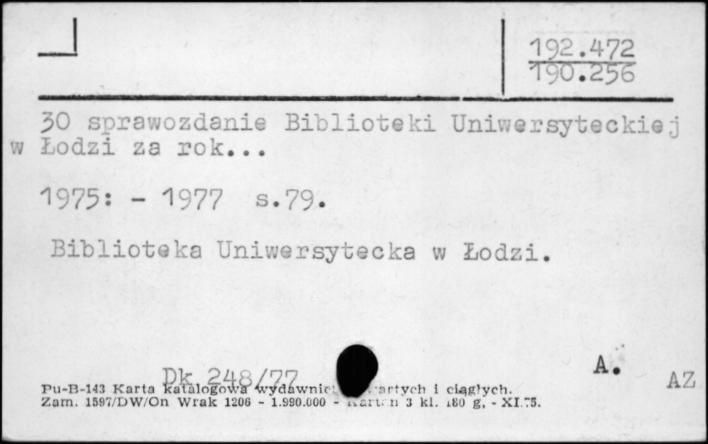 192.472
190.256
30 sprawozdanie Biblioteki Uniwersyteckiej
w Łodzi za rok...
1975: - 1977 s.79.
Biblioteka Uniwersytecka w Łodzi.
A.
AZ
Dk 248/77
Pu-B-143 Karta katalogowa wydawnict i ciągłych.
Zam. 1597/DW/On Wrak 1206 - 1.990.000 - 3 kl. 180 g, - XI.75.